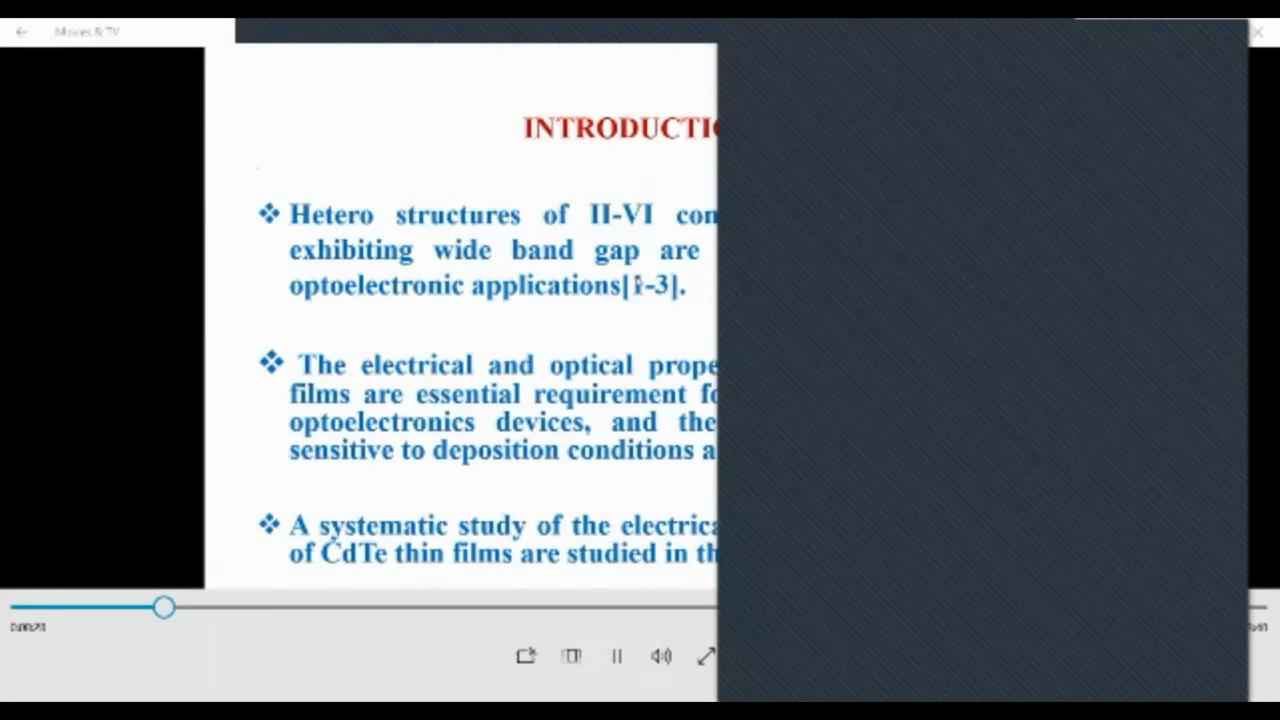 Movies & TV
INTRODUCTIO
Hetero structures of II-VI com
exhibiting wide band gap are
optoelectronic applications[1-3].
The electrical and optical prope
films are essential requirement fo
optoelectronics devices, and the
sensitive to deposition conditions a
A systematic study of the electrica
of CdTe thin films are studied in th